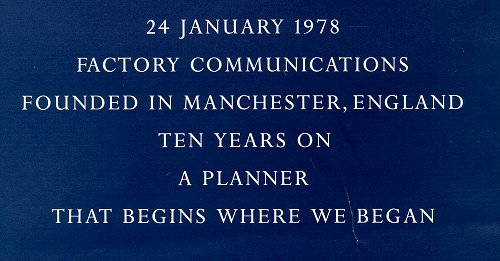 24 JANUARY 1978
FACTORY COMMUNICATIONS
FOUNDED IN MANCHESTER, ENGLAND
TEN YEARS ON
A PLANNER
THAT BEGINS WHERE WE BEGAN